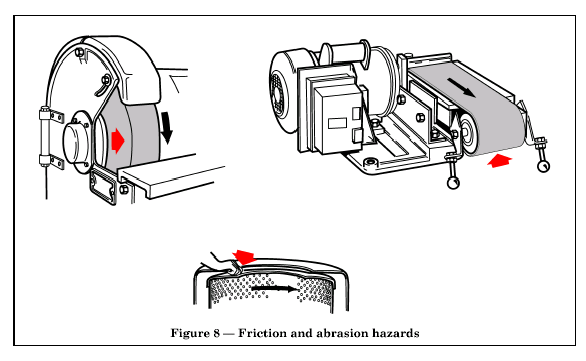 Figure 8 — Friction and abrasion hazards